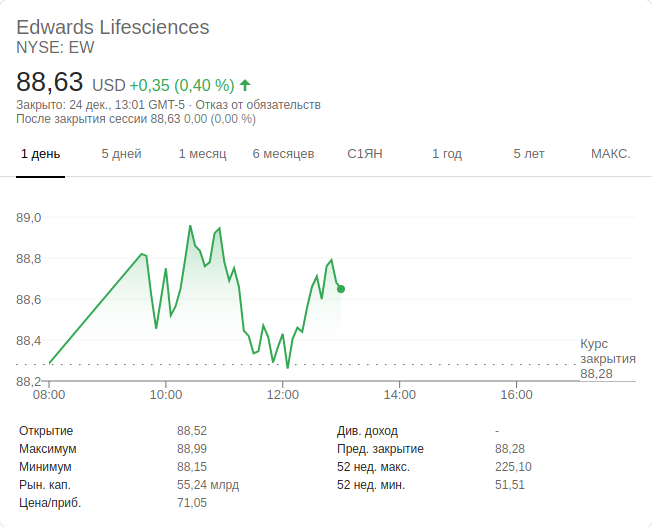 Edwards Lifesciences
NYSE: EW
88,63 USD +0,35 (0,40 %)
Закрыто: 24 дек., 13:01 GMT-5 · Отказ от обязательств
После закрытия сессии 88,63 0,00 (0,00 %)
1 день 5 дней 1 месяц 6 месяцев С1ЯН 1 год 5 лет МАКС.
89,0
88,8
88,6
88,4
88,2
Курс
закрытия
88,28
08:00 10:00 12:00 14:00 16:00
Открытие 88,52 Див. доход -
Максимум 88,99 Пред. закрытие 88,28
Минимум 88,15 52 нед. макс. 225,10
Рын. кап. 55,24 млрд 52 нед. мин. 51,51
Цена/приб. 71,05